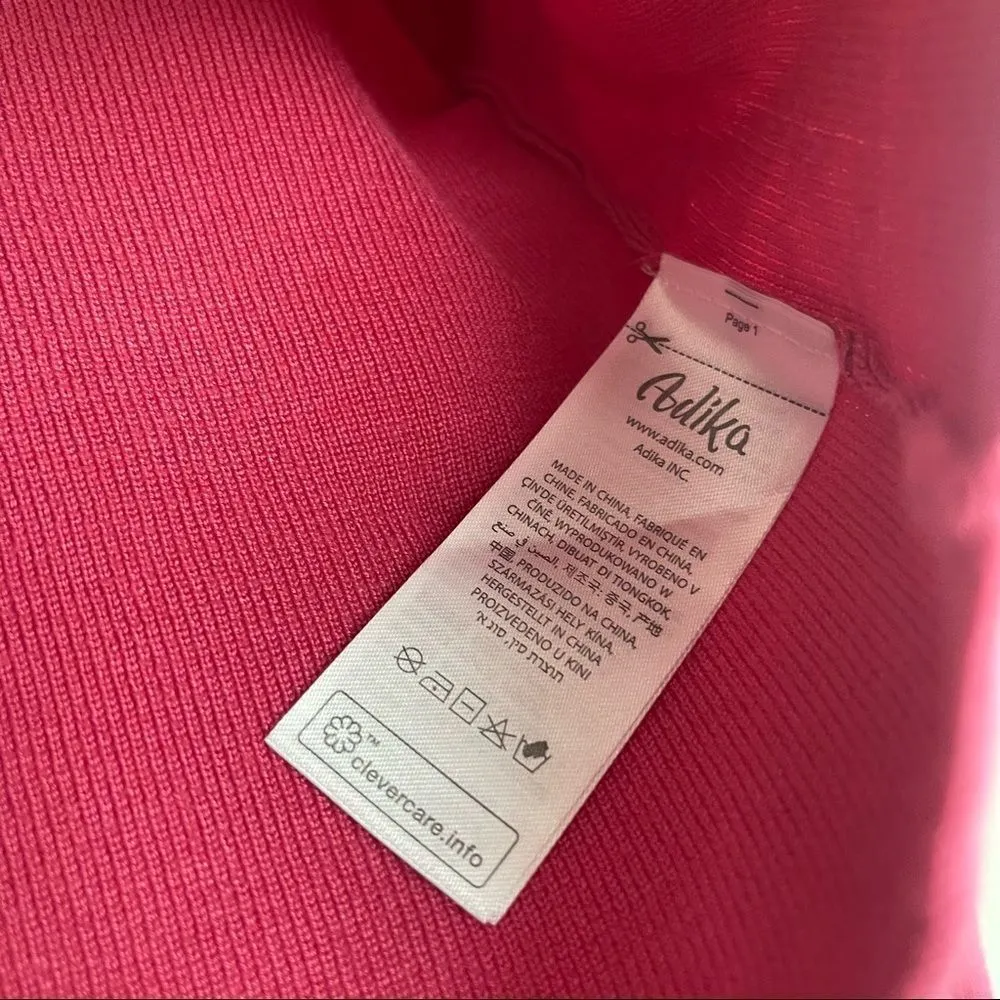 Page 1
Adika
www.adika.com
Adika INC.
MADE IN CHINA, FABRIQUÉ EN
CHINE, FABRICADO EN CHINA,
ÇİN'DE ÜRETİLMİŞTİR, VYROBENO V
ČÍNĚ, WYPRODUKOWANO W
CHINACH, DIBUAT DI TIONGKOK,
صنع في الصين, 제조국: 중국, 产地
中国, PRODUZIDO NA CHINA,
SZÁRMAZÁSI HELY KÍNA,
HERGESTELLT IN CHINA
PROIZVEDENO U KINI
תוצרת סין, סוג א'
clevercare.info